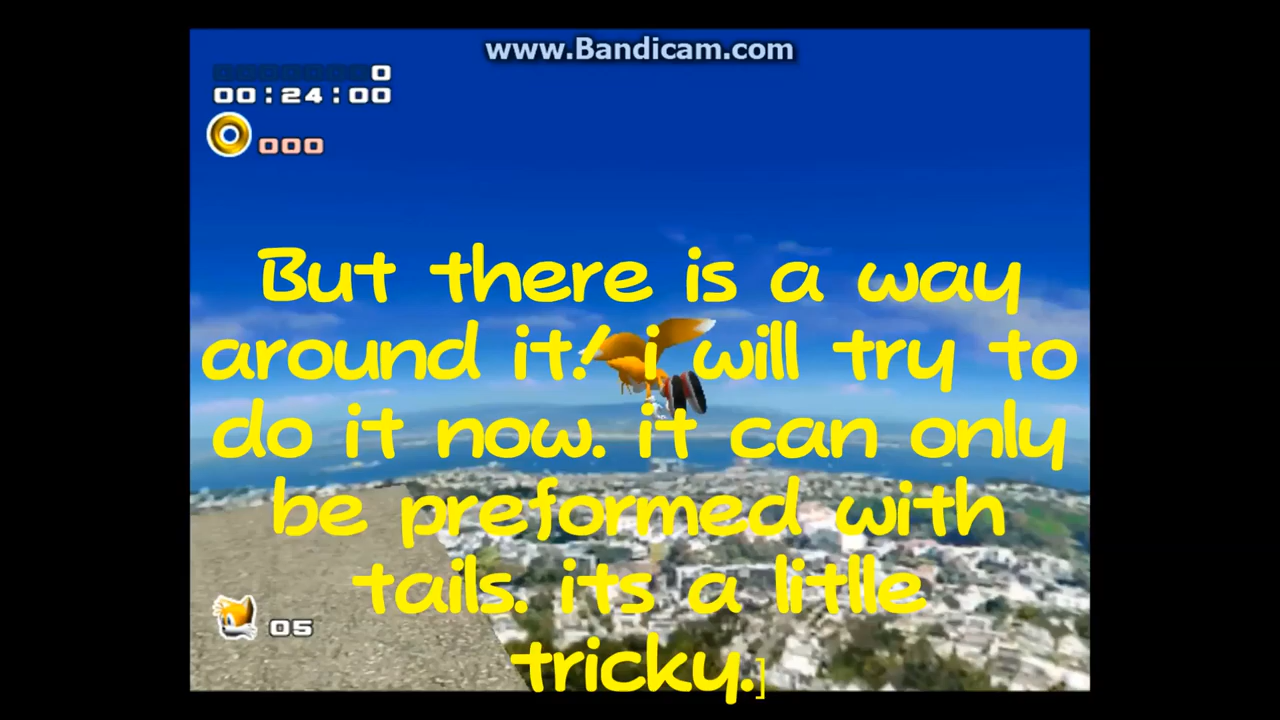 www.Bandicam.com
0
00:24:00
000
But there is a way
around it! i will try to
do it now. it can only
be preformed with
tails. its a litlle
tricky.]
05